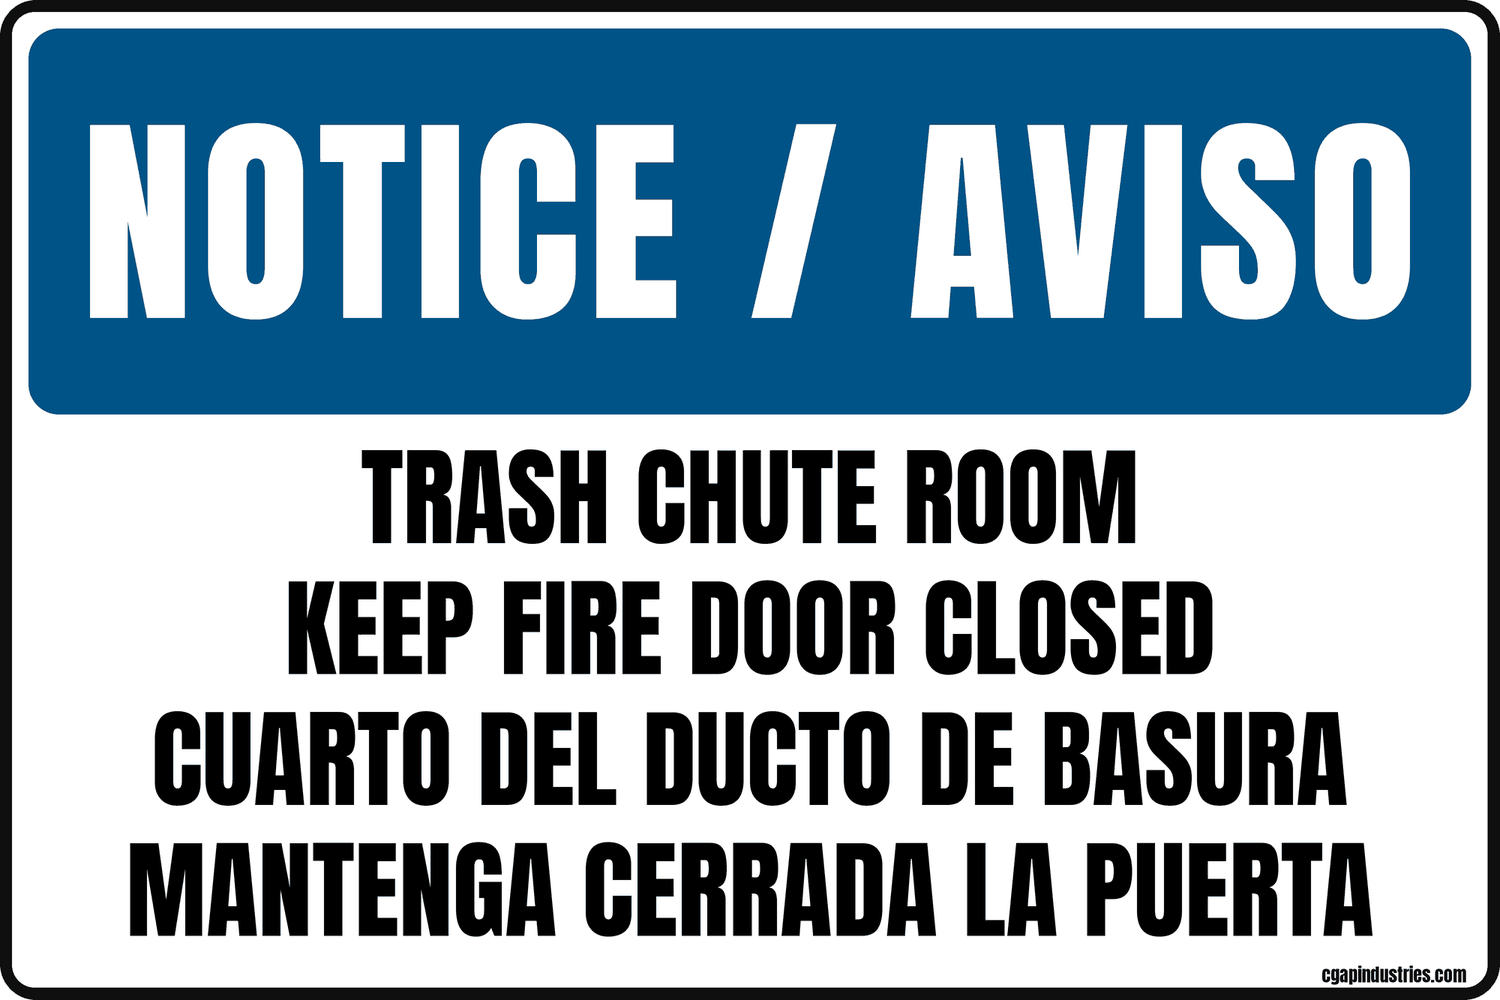 NOTICE / AVISO
TRASH CHUTE ROOM
KEEP FIRE DOOR CLOSED
CUARTO DEL DUCTO DE BASURA
MANTENGA CERRADA LA PUERTA
cgapindustries.com